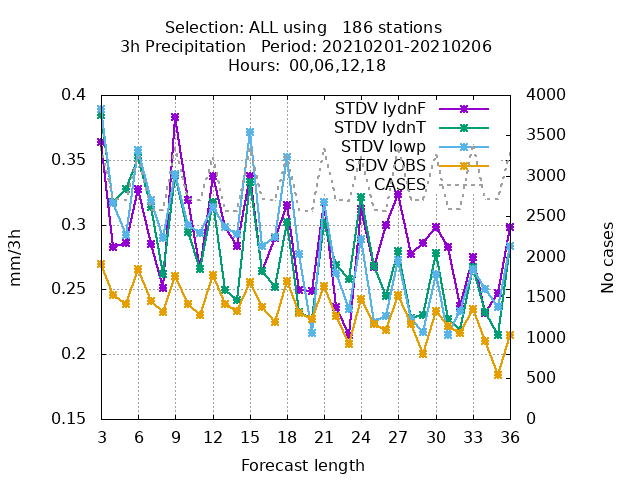 Selection: ALL using   186 stations
3h Precipitation   Period: 20210201-20210206
Hours:  00,06,12,18
STDV lydnF
STDV lydnT
STDV lowp
STDV OBS
CASES
0.4
0.35
0.3
0.25
0.2
0.15
mm/3h
4000
3500
3000
2500
2000
1500
1000
500
0
No cases
3 6 9 12 15 18 21 24 27 30 33 36
Forecast length